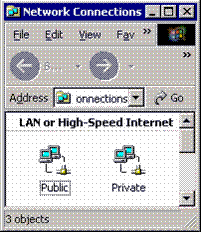 Network Connections
File Edit View Fav »
B... »
Address onnections Go
LAN or High-Speed Internet
Public Private
3 objects